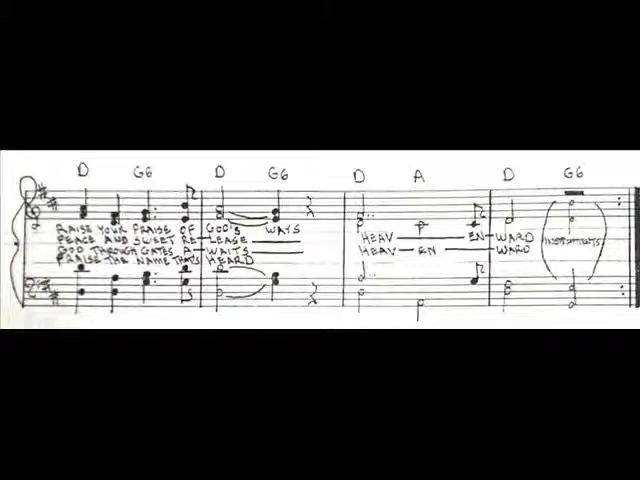 D G6 D G6 D A D G6
RAISE YOUR PRAISE OF GOD'S WAYS
PEACE AND SWEET RE-LEASE
GOD THROUGH GATES A-WAITS
PRAISE THE NAME THAT'S HEARD
HEAV EN-WARD
HEAV EN WARD
INSTRUMENTS